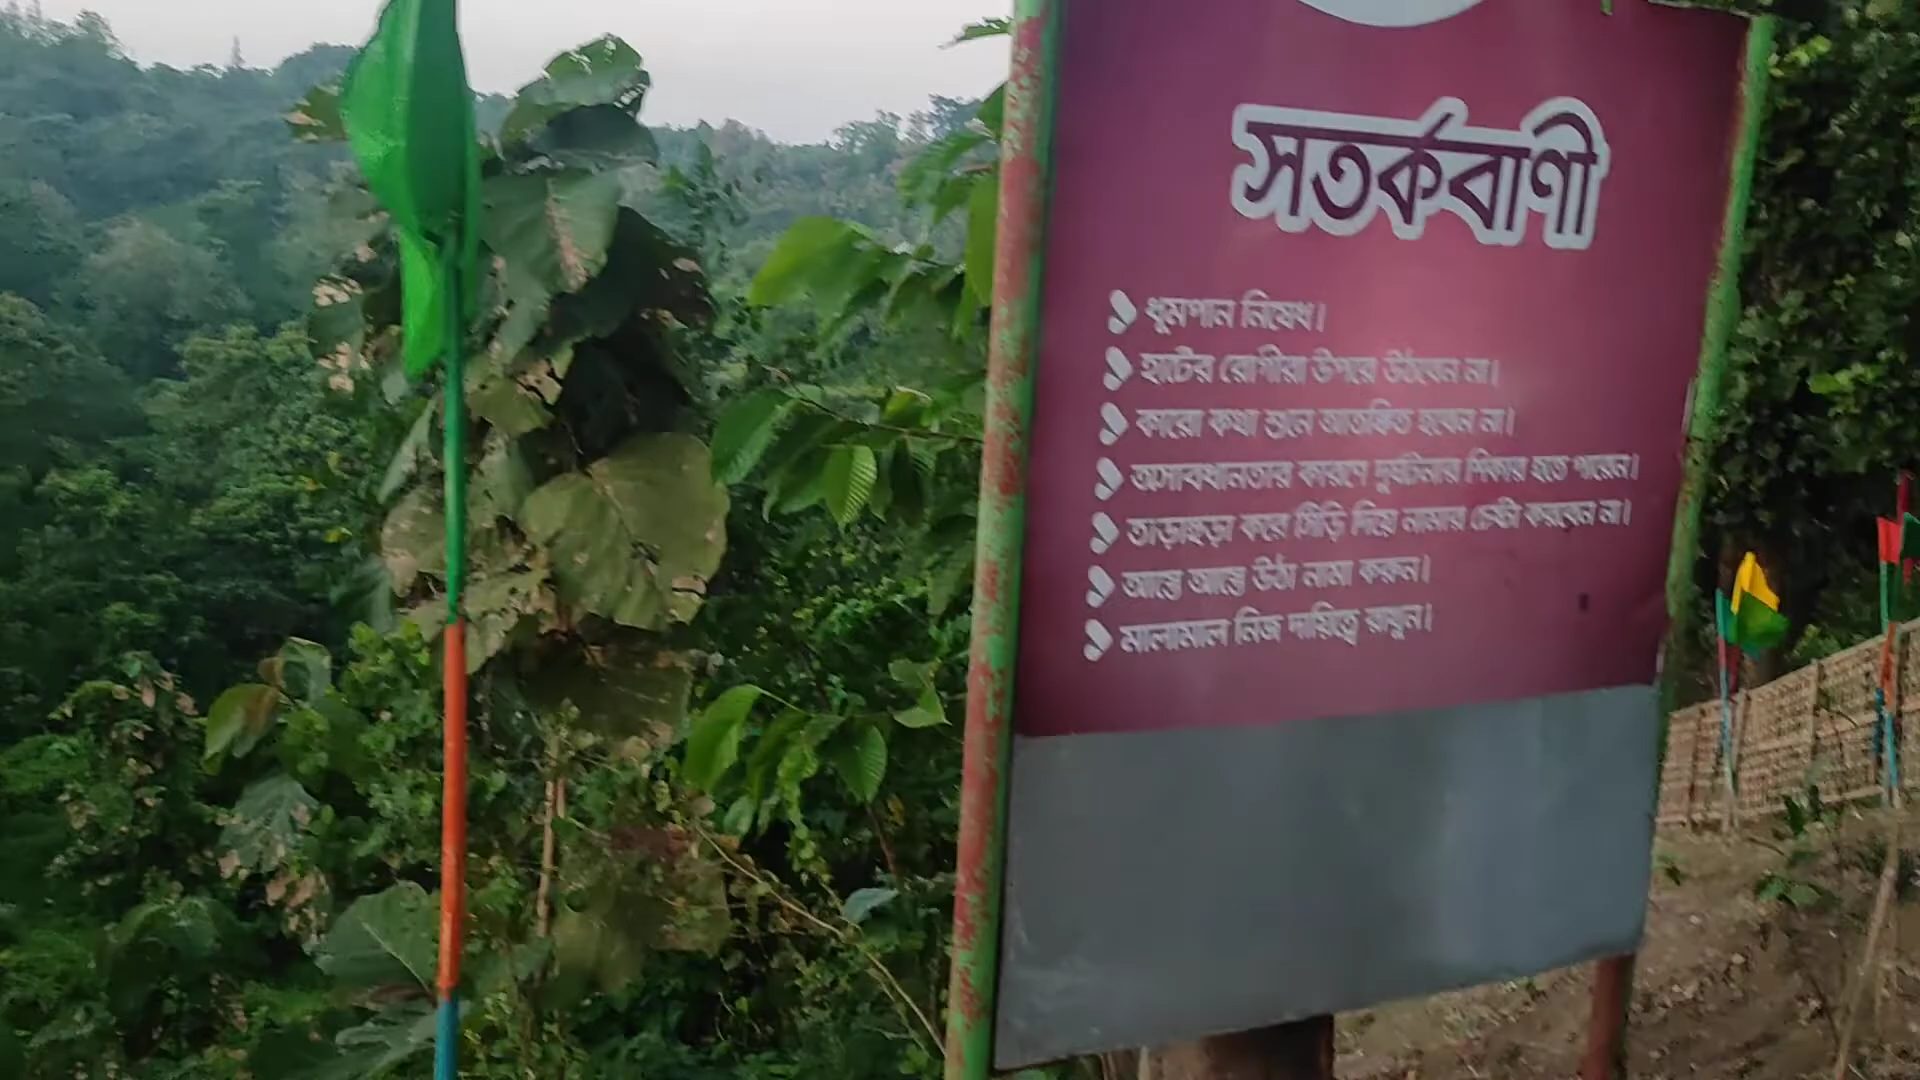 সতর্কবাণী
ধূমপান নিষেধ।
হার্টের রোগীরা উপরে উঠবেন না।
কারো কথা শুনে আতঙ্কিত হবেন না।
অসাবধানতার কারণে দুর্ঘটনার শিকার হতে পারেন।
তাড়াহুড়া করে সিঁড়ি দিয়ে নামার চেষ্টা করবেন না।
আস্তে আস্তে উঠা নামা করুন।
মালামাল নিজ দায়িত্বে রাখুন।